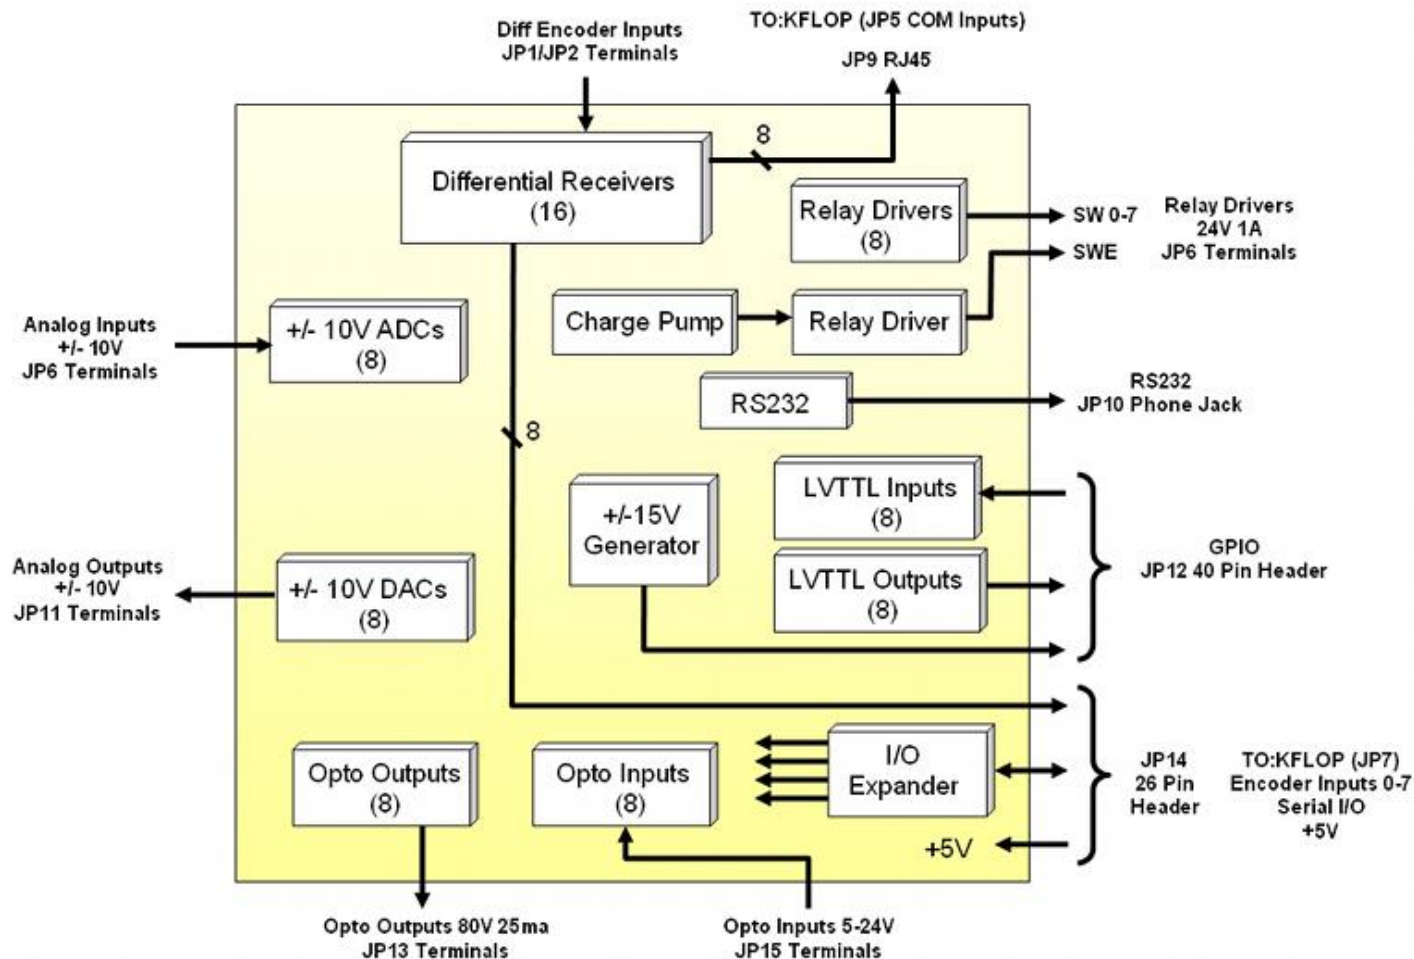 Diff Encoder Inputs
JP1/JP2 Terminals
TO:KFLOP (JP5 COM Inputs)
JP9 RJ45
8
Differential Receivers
(16)
Relay Drivers
(8)
SW 0-7
SWE
Relay Drivers
24V 1A
JP6 Terminals
Charge Pump
Relay Driver
Analog Inputs
+/- 10V
JP6 Terminals
+/- 10V ADCs
(8)
RS232
RS232
JP10 Phone Jack
8
LVTTL Inputs
(8)
+/-15V
Generator
LVTTL Outputs
(8)
GPIO
JP12 40 Pin Header
Analog Outputs
+/- 10V
JP11 Terminals
+/- 10V DACs
(8)
Opto Outputs
(8)
Opto Inputs
(8)
I/O
Expander
+5V
JP14
26 Pin
Header
TO:KFLOP (JP7)
Encoder Inputs 0-7
Serial I/O
+5V
Opto Outputs 80V 25ma
JP13 Terminals
Opto Inputs 5-24V
JP15 Terminals